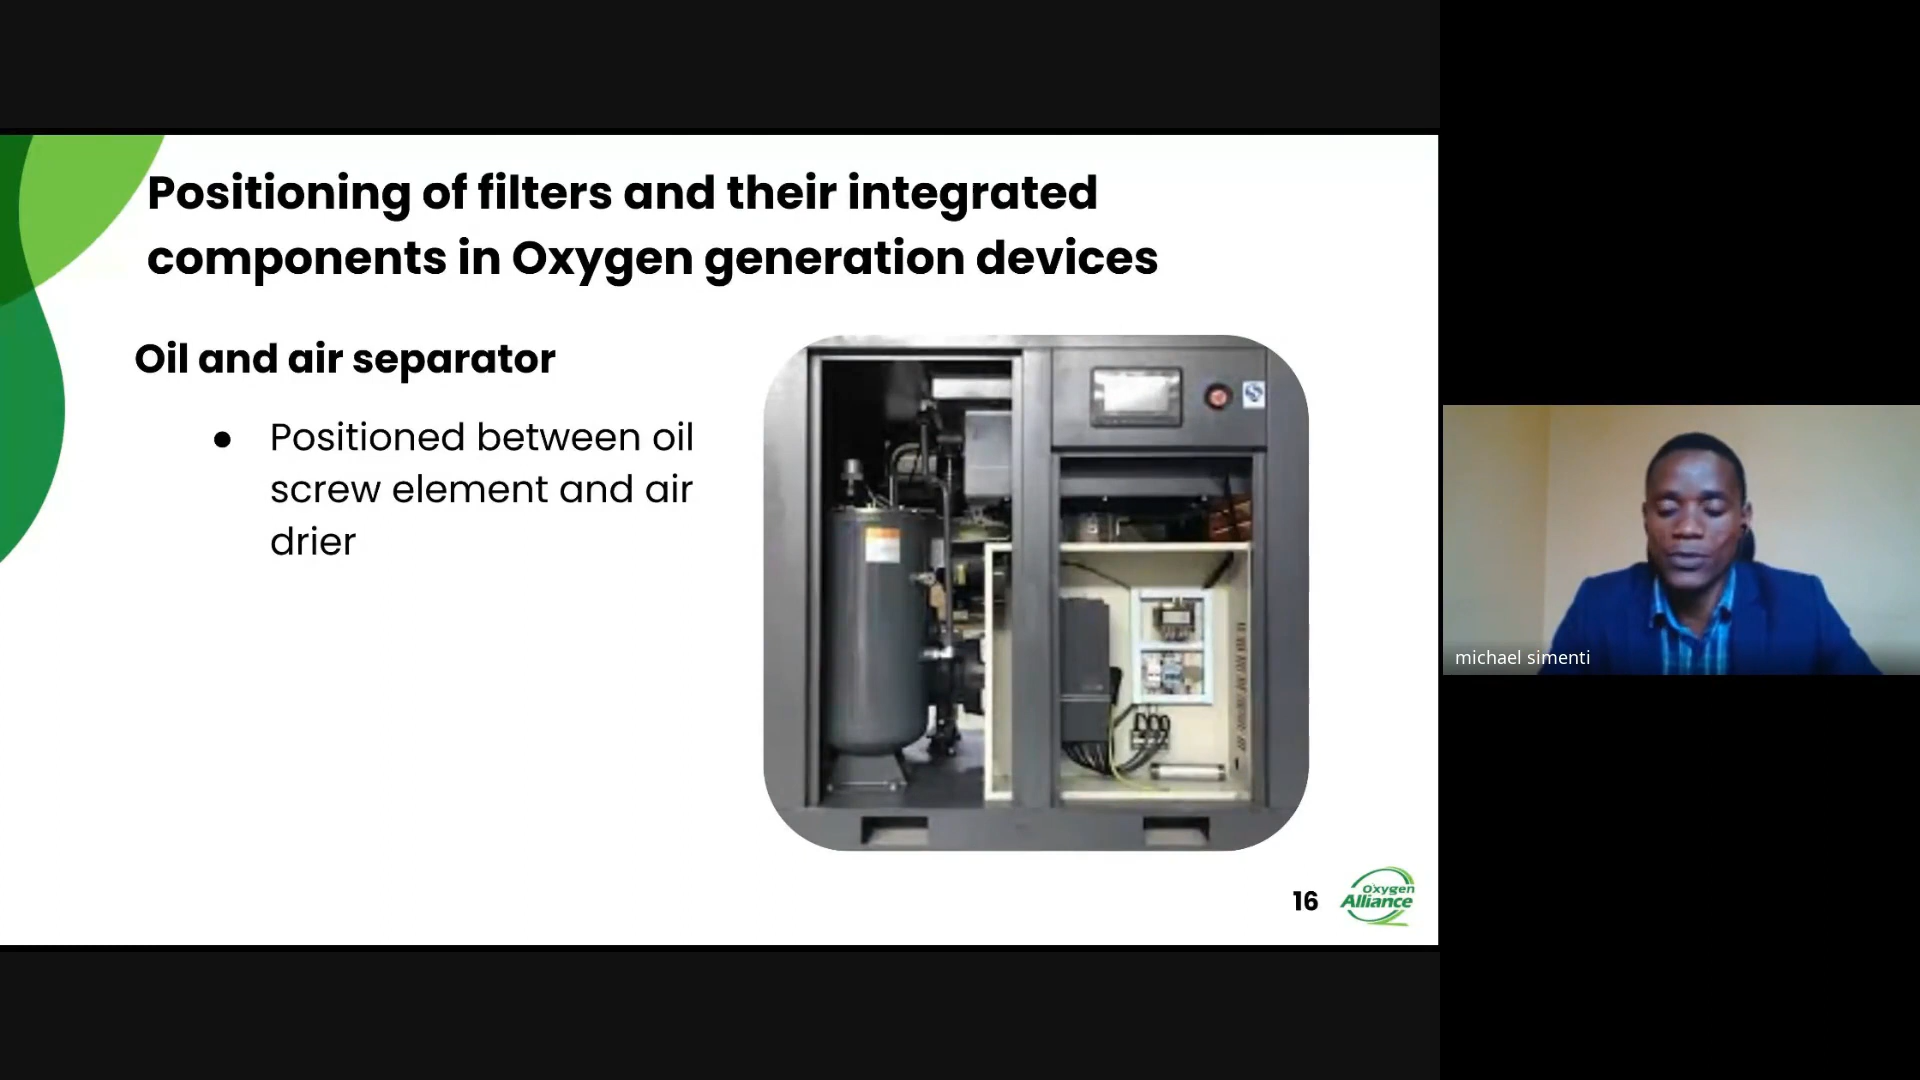 Positioning of filters and their integrated
components in Oxygen generation devices
Oil and air separator
● Positioned between oil
screw element and air
drier
16
Oxygen
Alliance
michael simenti